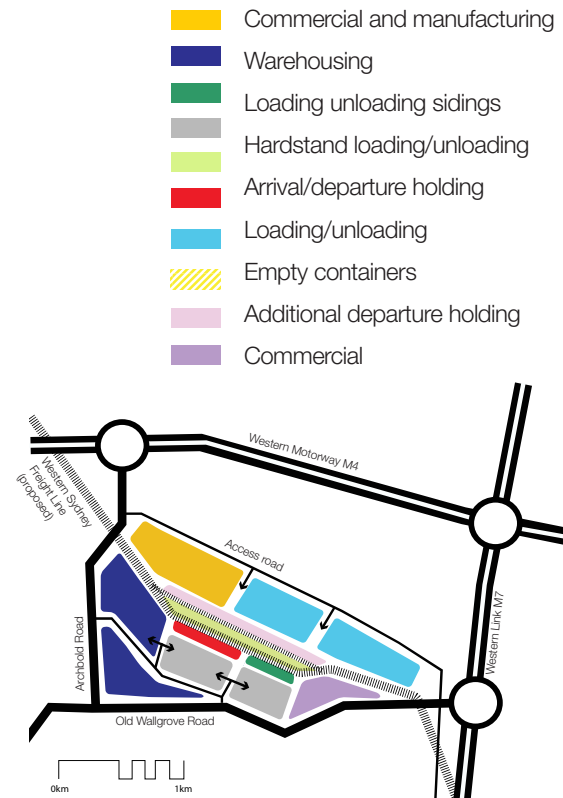 Commercial and manufacturing
Warehousing
Loading unloading sidings
Hardstand loading/unloading
Arrival/departure holding
Loading/unloading
Empty containers
Additional departure holding
Commercial
Western Motorway M4
Western Sydney
Freight Line
(proposed)
Access road
Western Link M7
Archbold Road
Old Wallgrove Road
0km
1km